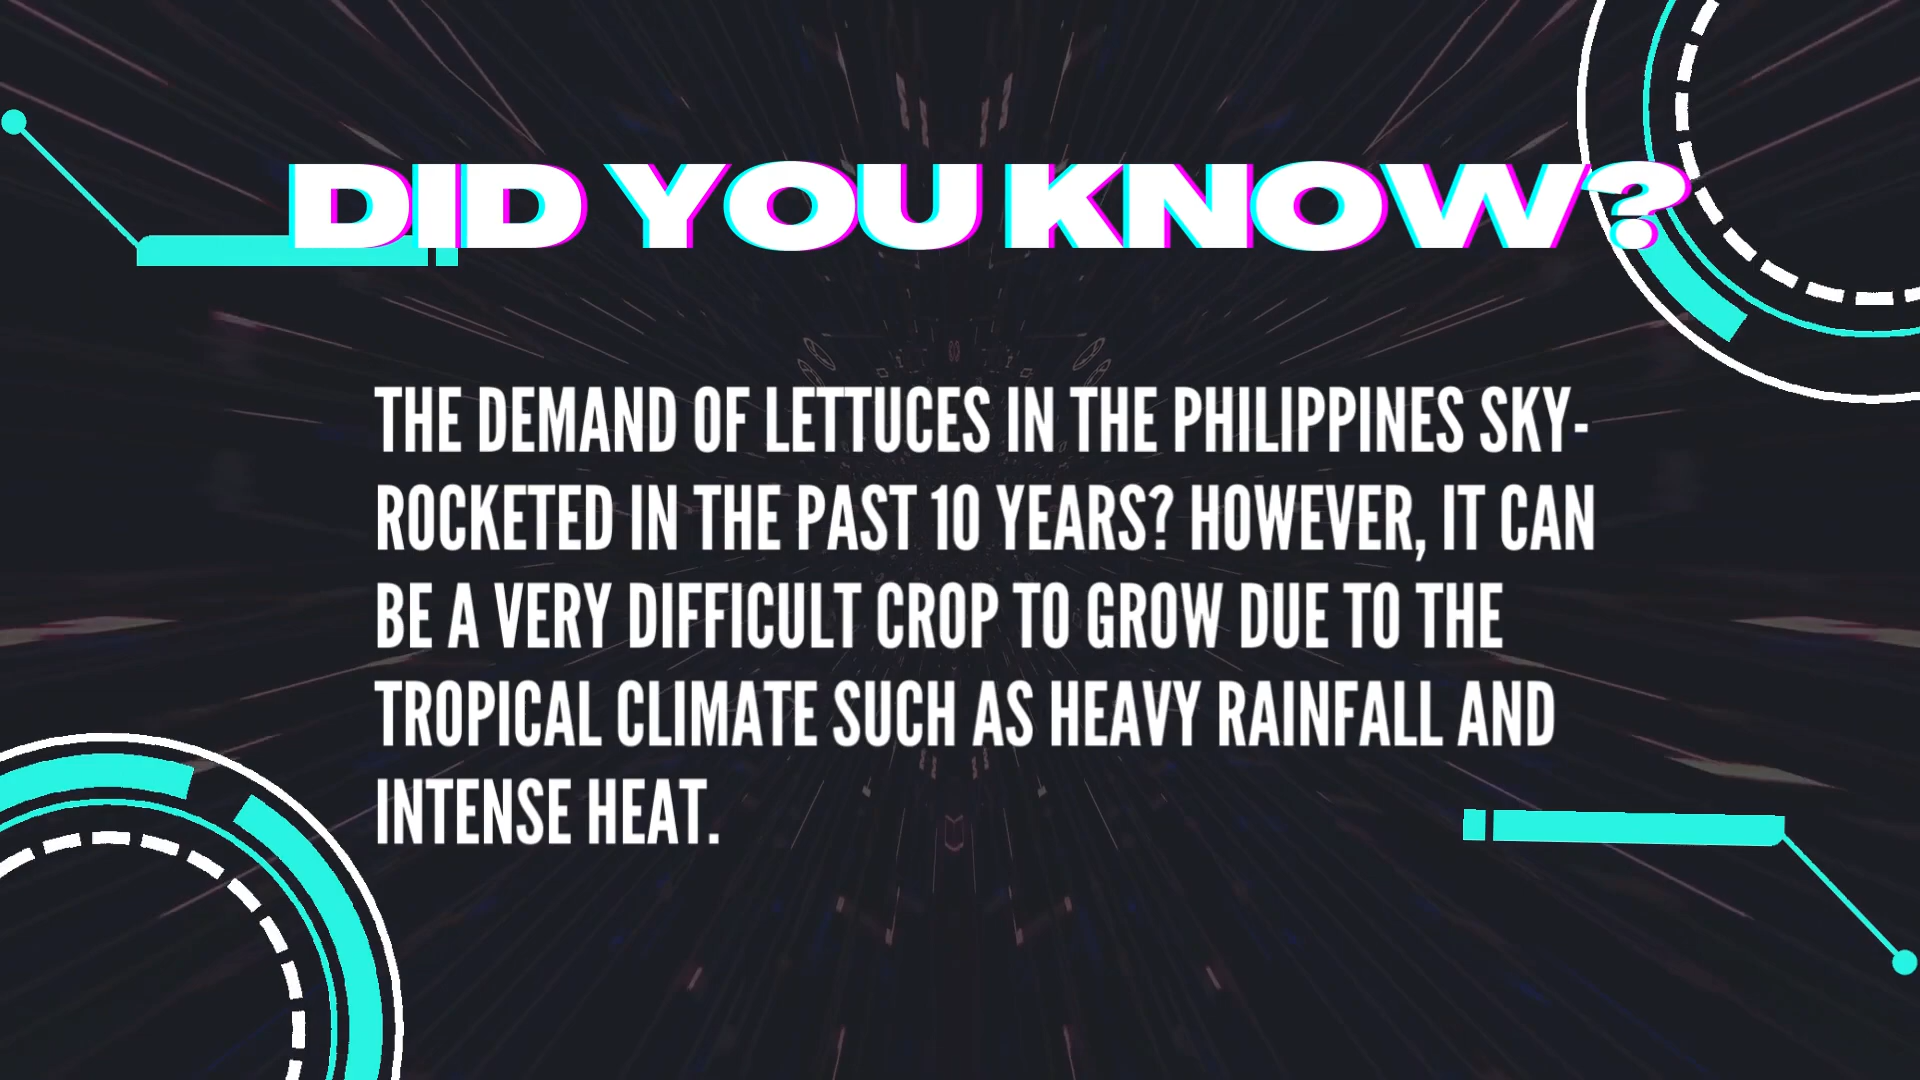 DID YOU KNOW?
THE DEMAND OF LETTUCES IN THE PHILIPPINES SKY-
ROCKETED IN THE PAST 10 YEARS? HOWEVER, IT CAN
BE A VERY DIFFICULT CROP TO GROW DUE TO THE
TROPICAL CLIMATE SUCH AS HEAVY RAINFALL AND
INTENSE HEAT.